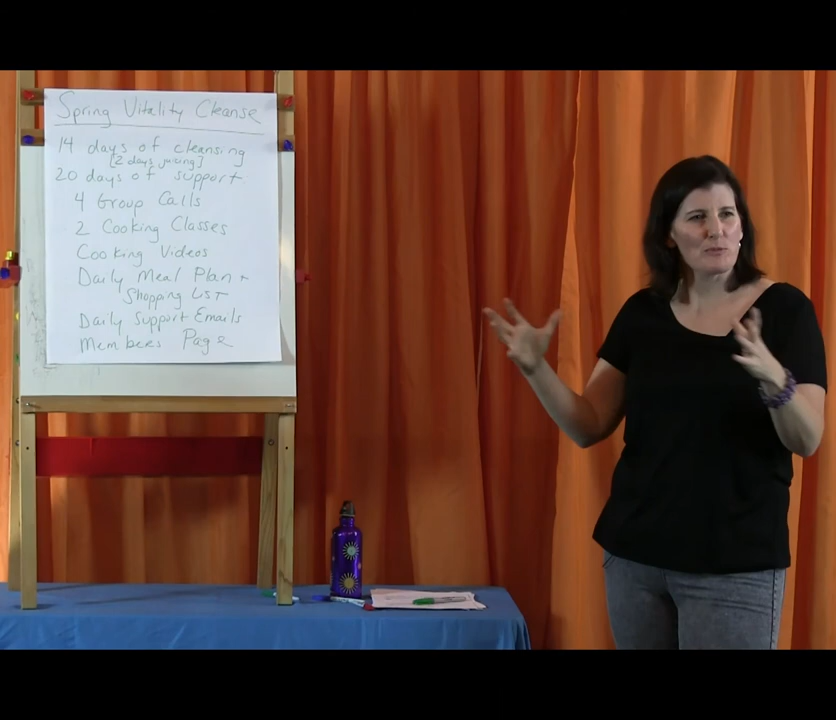 Spring Vitality Cleanse
14 days of cleansing
[2 days juicing]
20 days of support
4 Group Calls
2 Cooking Classes
Cooking Videos
Daily Meal Plan +
Shopping LIST
Daily Support Emails
Members Page